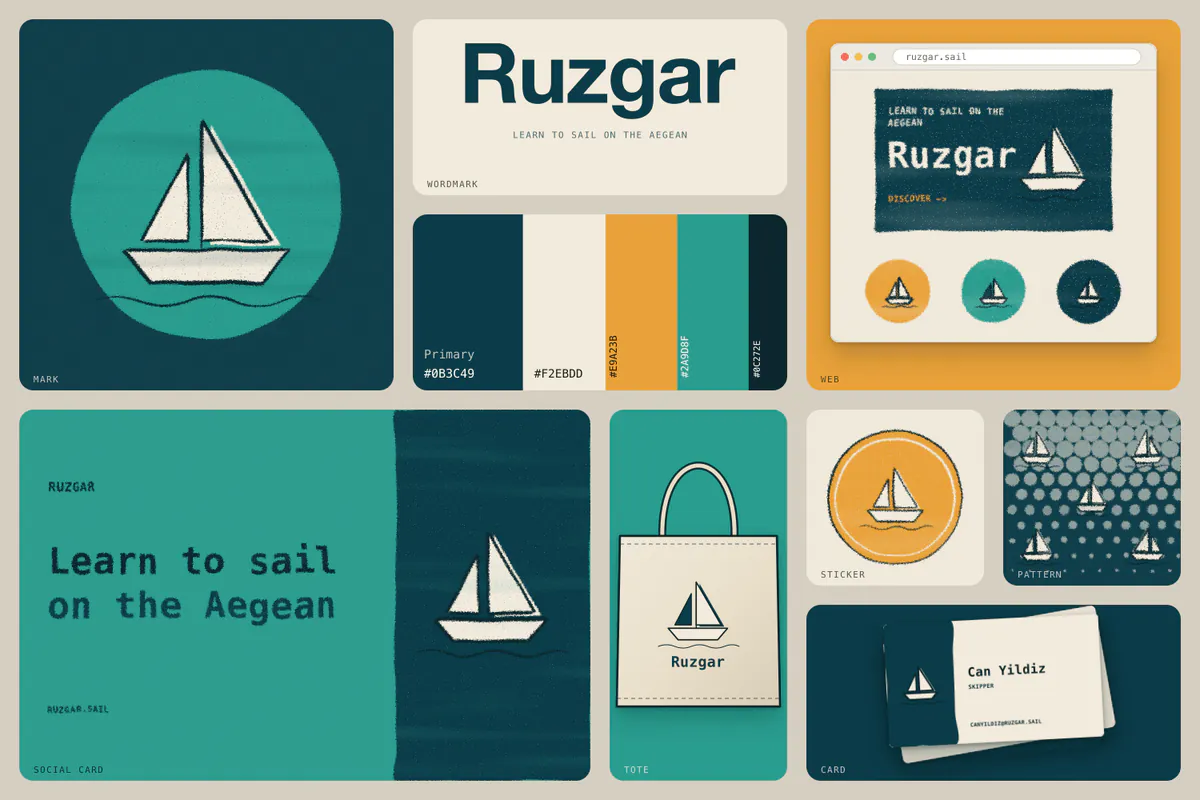 MARK
Ruzgar
LEARN TO SAIL ON THE AEGEAN
WORDMARK
Primary
#0B3C49
#F2EBDD
#E9A23B
#2A9D8F
#0C272E
ruzgar.sail
LEARN TO SAIL ON THE
AEGEAN
Ruzgar
DISCOVER ->
WEB
RUZGAR
Learn to sail
on the Aegean
RUZGAR.SAIL
SOCIAL CARD
Ruzgar
TOTE
STICKER
PATTERN
Can Yildiz
SKIPPER
CANYILDIZ@RUZGAR.SAIL
CARD